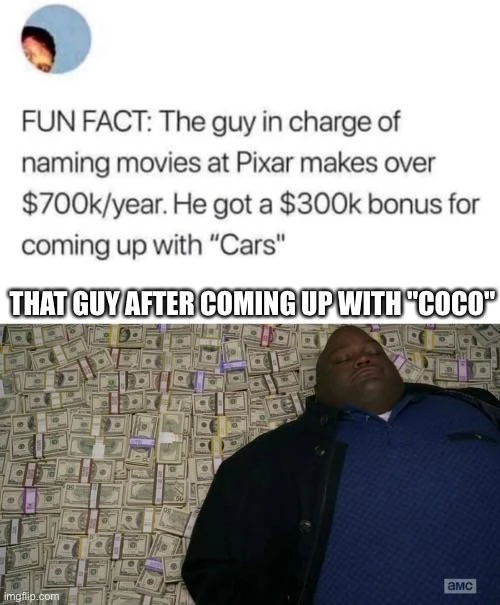 FUN FACT: The guy in charge of
naming movies at Pixar makes over
$700k/year. He got a $300k bonus for
coming up with "Cars"
THAT GUY AFTER COMING UP WITH "COCO"
aMC
imgflip.com